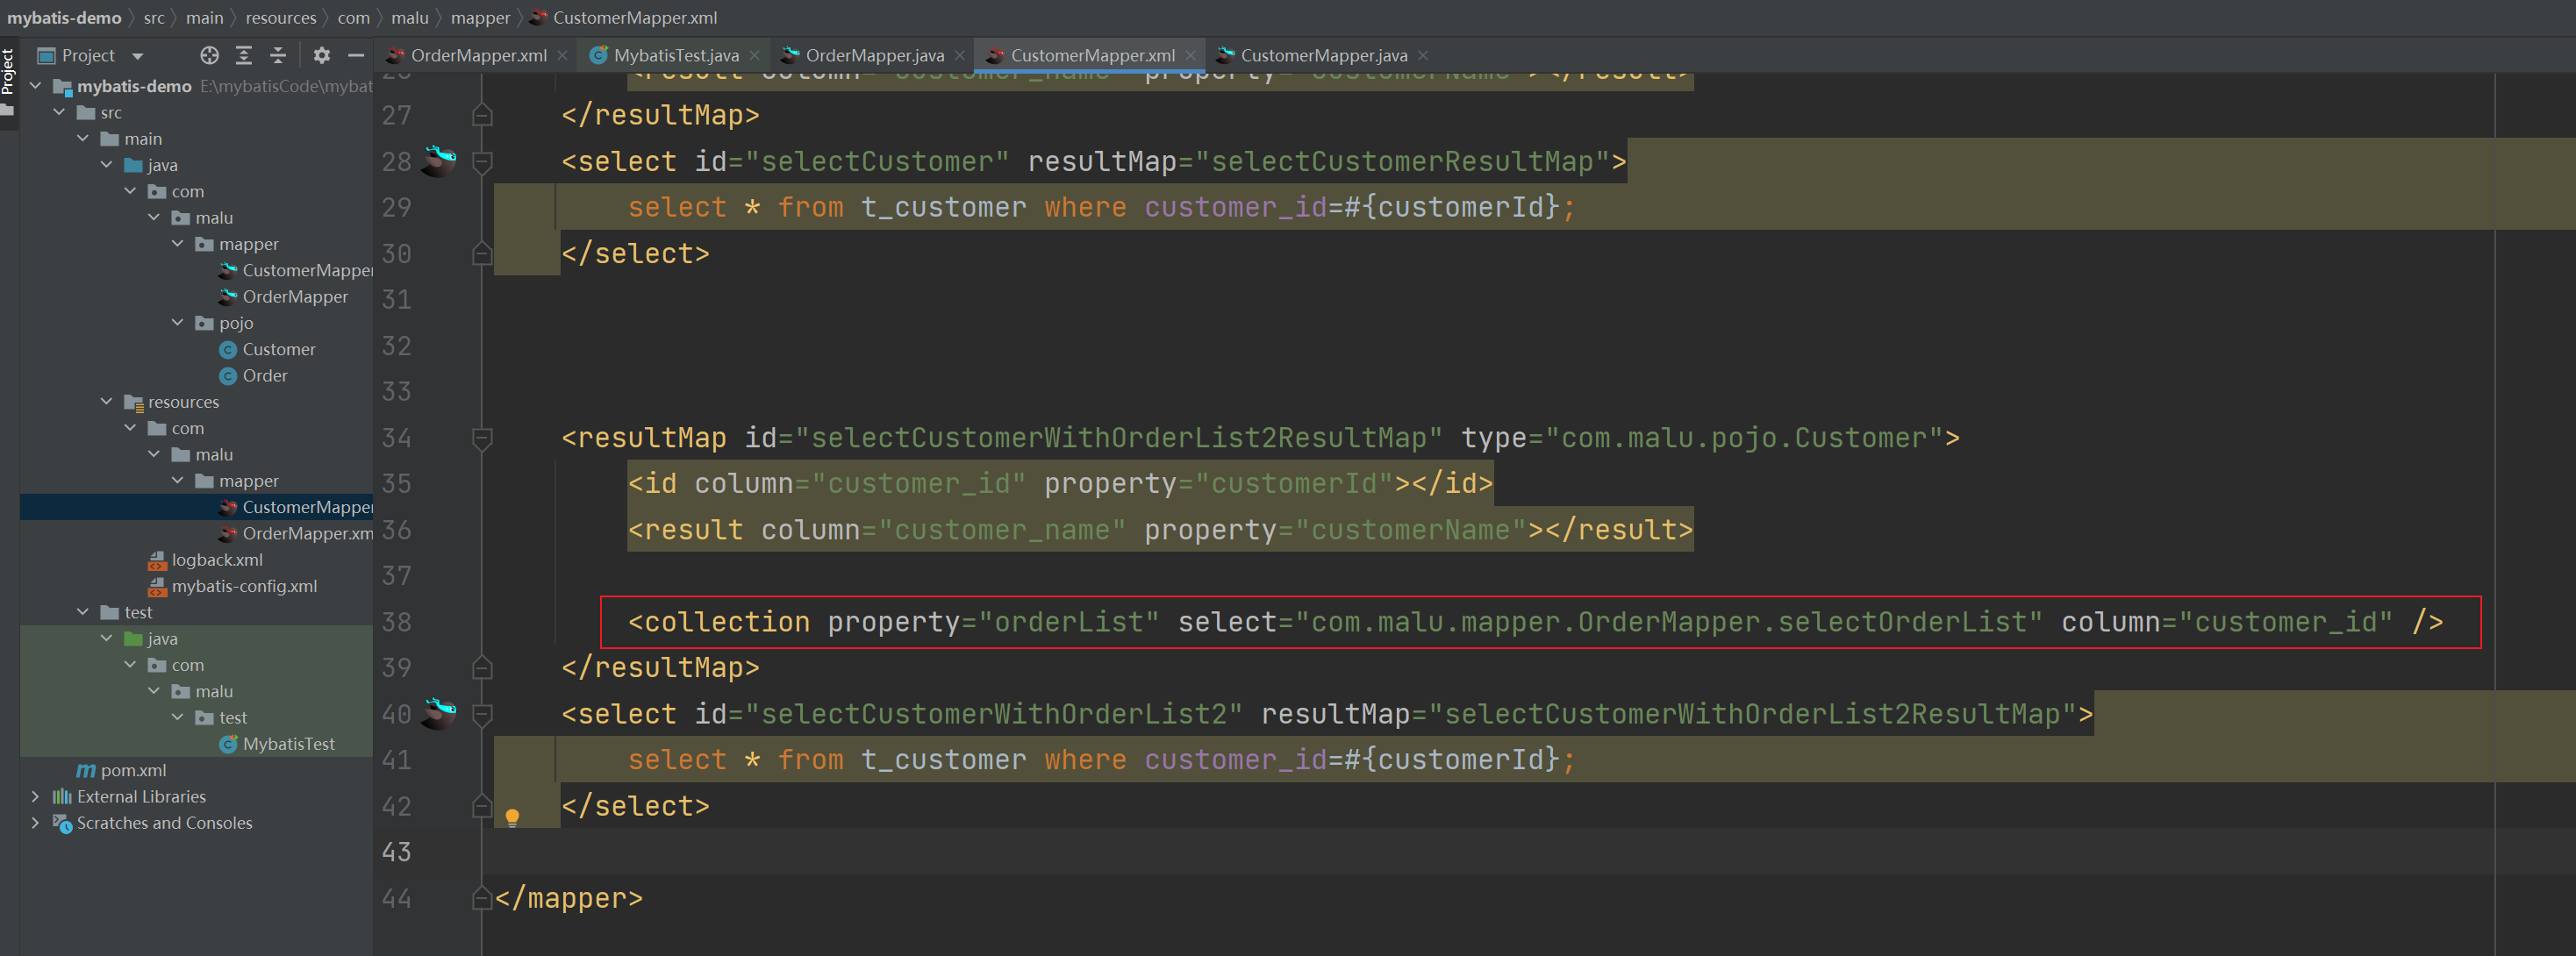 mybatis-demo src main resources com malu mapper CustomerMapper.xml
Project
Project
OrderMapper.xml MybatisTest.java OrderMapper.java CustomerMapper.xml CustomerMapper.java
mybatis-demo E:\mybatisCode\mybat
src
main
java
com
malu
mapper
CustomerMapper
OrderMapper
pojo
Customer
Order
resources
com
malu
mapper
CustomerMapper
OrderMapper.xm
logback.xml
mybatis-config.xml
test
java
com
malu
test
MybatisTest
pom.xml
External Libraries
Scratches and Consoles
<result column="customer_name" property="customerName"></result>
27 </resultMap>
28 <select id="selectCustomer" resultMap="selectCustomerResultMap">
29 select * from t_customer where customer_id=#{customerId};
30 </select>
31
32
33
34 <resultMap id="selectCustomerWithOrderList2ResultMap" type="com.malu.pojo.Customer">
35 <id column="customer_id" property="customerId"></id>
36 <result column="customer_name" property="customerName"></result>
37
38 <collection property="orderList" select="com.malu.mapper.OrderMapper.selectOrderList" column="customer_id" />
39 </resultMap>
40 <select id="selectCustomerWithOrderList2" resultMap="selectCustomerWithOrderList2ResultMap">
41 select * from t_customer where customer_id=#{customerId};
42 </select>
43
44 </mapper>